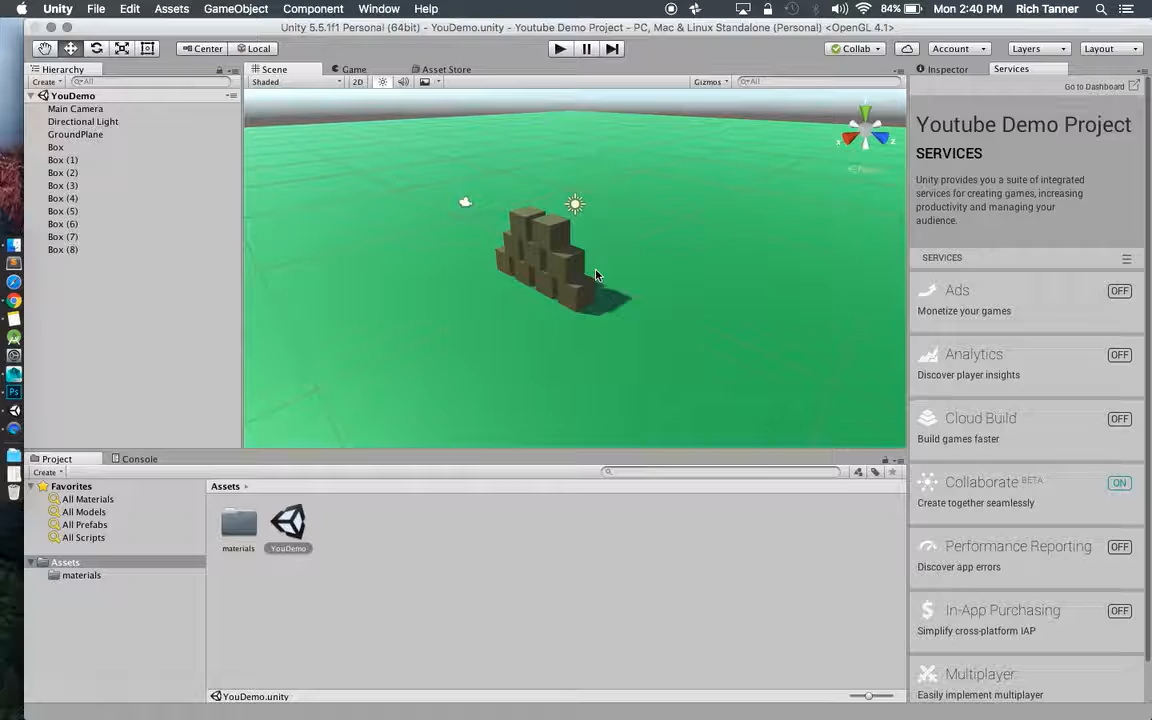 Unity File Edit Assets GameObject Component Window Help 84% Mon 2:40 PM Rich Tanner
Unity 5.5.1f1 Personal (64bit) - YouDemo.unity - Youtube Demo Project - PC, Mac & Linux Standalone (Personal) <OpenGL 4.1>
Center Local Collab Account Layers Layout
Hierarchy Scene Game Asset Store Inspector Services
Create All Shaded 2D Gizmos All Go to Dashboard
YouDemo
Main Camera
Directional Light
GroundPlane
Box
Box (1)
Box (2)
Box (3)
Box (4)
Box (5)
Box (6)
Box (7)
Box (8)
x
z
Youtube Demo Project
SERVICES
Unity provides you a suite of integrated
services for creating games, increasing
productivity and managing your
audience.
SERVICES
Ads OFF
Monetize your games
Analytics OFF
Discover player insights
Cloud Build OFF
Build games faster
Collaborate BETA ON
Create together seamlessly
Performance Reporting OFF
Discover app errors
In-App Purchasing OFF
Simplify cross-platform IAP
Multiplayer
Easily implement multiplayer
Project Console
Create
Favorites
All Materials
All Models
All Prefabs
All Scripts
Assets
materials
Assets
materials YouDemo
YouDemo.unity
Ps